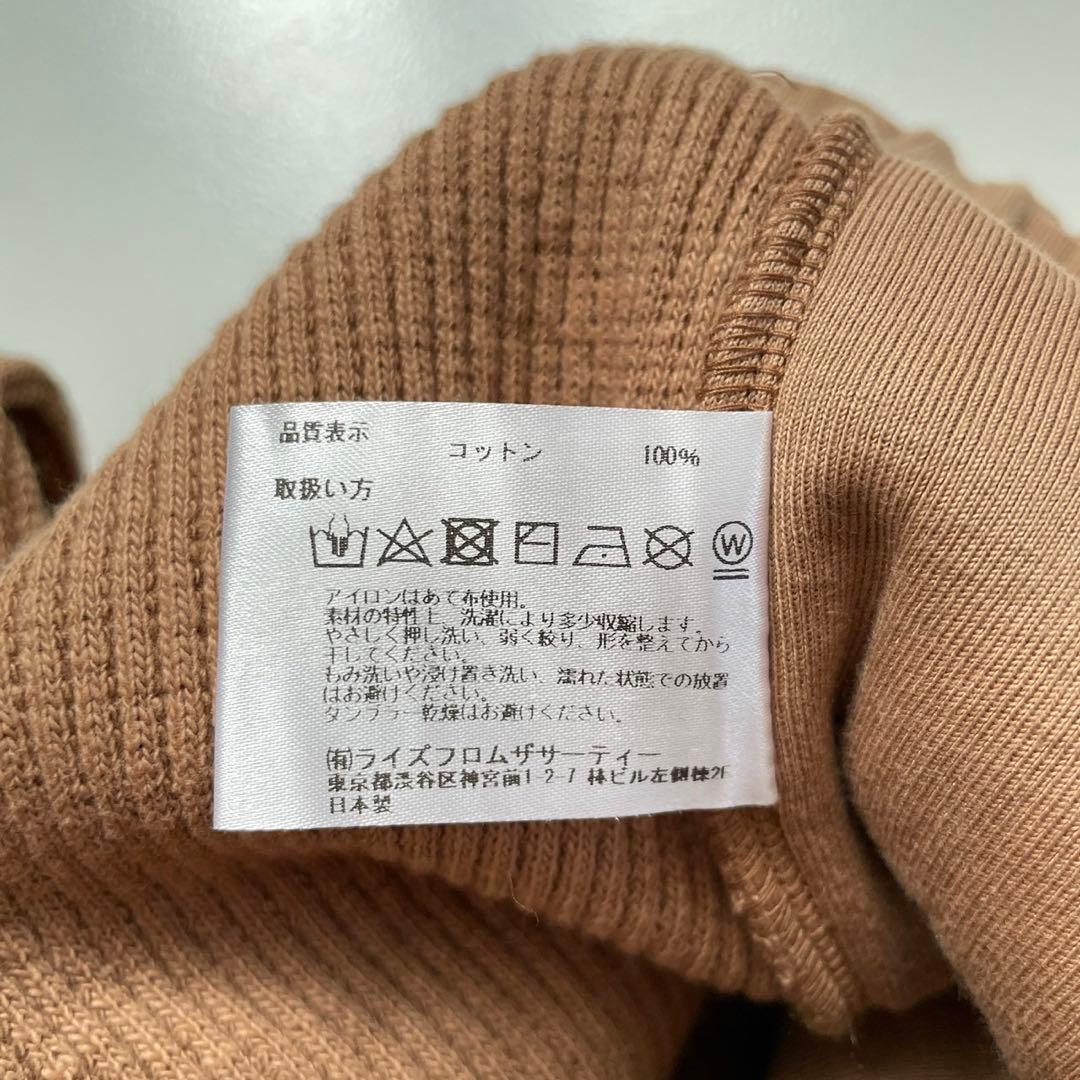 品質表示
コットン 100%
取扱い方
W
アイロンはあて布使用。
素材の特性上、洗濯により多少収縮します。
やさしく押し洗い、弱く絞り、形を整えてから
干してください。
もみ洗いや浸け置き洗い、濡れた状態での放置
はお避けください。
タンブラー乾燥はお避けください。
㈲ライズフロムザサーティー
東京都渋谷区神宮前1-2-7 林ビル左側棟2F
日本製